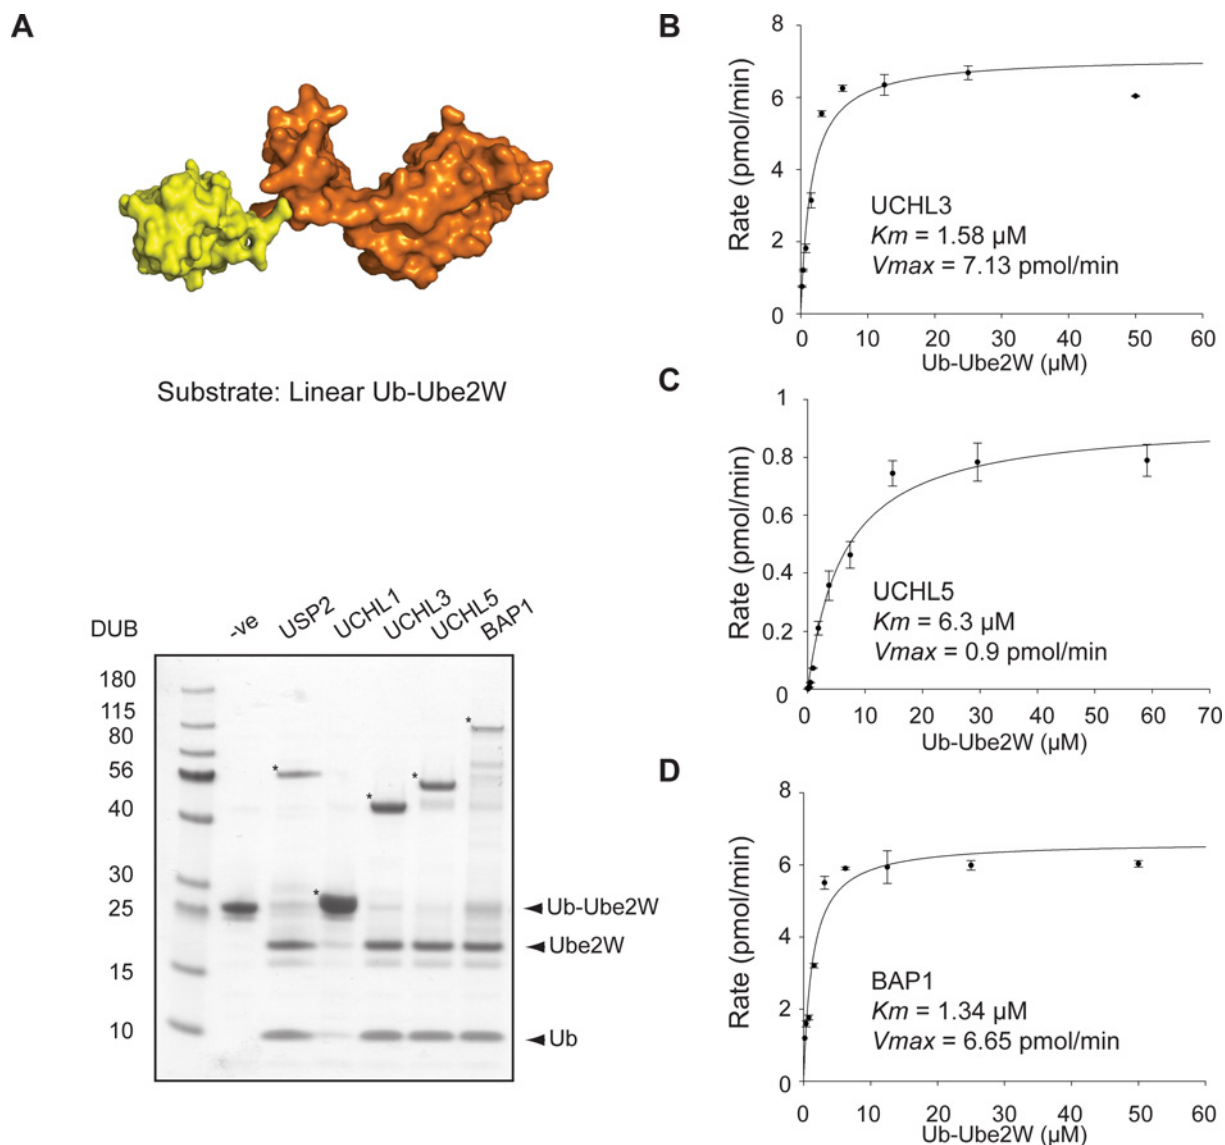 A
Substrate: Linear Ub-Ube2W
DUB
-ve
USP2
UCHL1
UCHL3
UCHL5
BAP1
180
115
80
56
40
30
25
15
10
*
*
*
*
*
Ub-Ube2W
Ube2W
Ub
B
Rate (pmol/min)
8
6
4
2
0
UCHL3
Km = 1.58 µM
Vmax = 7.13 pmol/min
0 10 20 30 40 50 60
Ub-Ube2W (µM)
C
Rate (pmol/min)
1
0.8
0.6
0.4
0.2
0
UCHL5
Km = 6.3 µM
Vmax = 0.9 pmol/min
0 10 20 30 40 50 60 70
Ub-Ube2W (µM)
D
Rate (pmol/min)
8
6
4
2
0
BAP1
Km = 1.34 µM
Vmax = 6.65 pmol/min
0 10 20 30 40 50 60
Ub-Ube2W (µM)